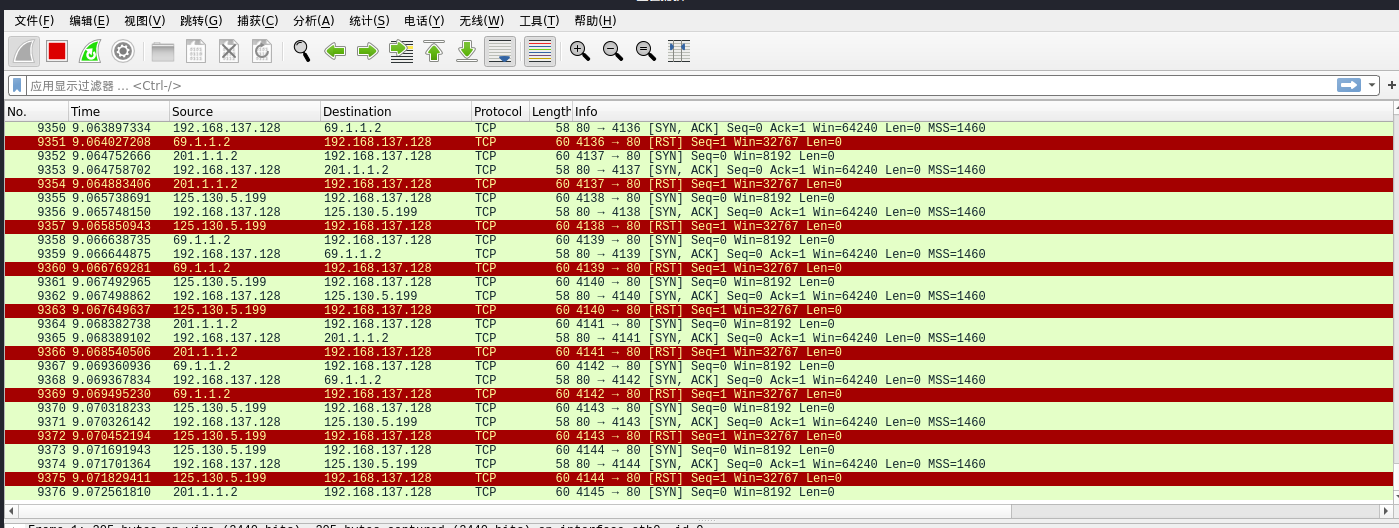 文件(F) 编辑(E) 视图(V) 跳转(G) 捕获(C) 分析(A) 统计(S) 电话(Y) 无线(W) 工具(T) 帮助(H)
应用显示过滤器 … <Ctrl-/>
No. Time Source Destination Protocol Length Info
9350 9.063897334 192.168.137.128 69.1.1.2 TCP 58 80 → 4136 [SYN, ACK] Seq=0 Ack=1 Win=64240 Len=0 MSS=1460
9351 9.064027208 69.1.1.2 192.168.137.128 TCP 60 4136 → 80 [RST] Seq=1 Win=32767 Len=0
9352 9.064752666 201.1.1.2 192.168.137.128 TCP 60 4137 → 80 [SYN] Seq=0 Win=8192 Len=0
9353 9.064758702 192.168.137.128 201.1.1.2 TCP 58 80 → 4137 [SYN, ACK] Seq=0 Ack=1 Win=64240 Len=0 MSS=1460
9354 9.064883406 201.1.1.2 192.168.137.128 TCP 60 4137 → 80 [RST] Seq=1 Win=32767 Len=0
9355 9.065738691 125.130.5.199 192.168.137.128 TCP 60 4138 → 80 [SYN] Seq=0 Win=8192 Len=0
9356 9.065748150 192.168.137.128 125.130.5.199 TCP 58 80 → 4138 [SYN, ACK] Seq=0 Ack=1 Win=64240 Len=0 MSS=1460
9357 9.065850943 125.130.5.199 192.168.137.128 TCP 60 4138 → 80 [RST] Seq=1 Win=32767 Len=0
9358 9.066638735 69.1.1.2 192.168.137.128 TCP 60 4139 → 80 [SYN] Seq=0 Win=8192 Len=0
9359 9.066644875 192.168.137.128 69.1.1.2 TCP 58 80 → 4139 [SYN, ACK] Seq=0 Ack=1 Win=64240 Len=0 MSS=1460
9360 9.066769281 69.1.1.2 192.168.137.128 TCP 60 4139 → 80 [RST] Seq=1 Win=32767 Len=0
9361 9.067492965 125.130.5.199 192.168.137.128 TCP 60 4140 → 80 [SYN] Seq=0 Win=8192 Len=0
9362 9.067498862 192.168.137.128 125.130.5.199 TCP 58 80 → 4140 [SYN, ACK] Seq=0 Ack=1 Win=64240 Len=0 MSS=1460
9363 9.067649637 125.130.5.199 192.168.137.128 TCP 60 4140 → 80 [RST] Seq=1 Win=32767 Len=0
9364 9.068382738 201.1.1.2 192.168.137.128 TCP 60 4141 → 80 [SYN] Seq=0 Win=8192 Len=0
9365 9.068389102 192.168.137.128 201.1.1.2 TCP 58 80 → 4141 [SYN, ACK] Seq=0 Ack=1 Win=64240 Len=0 MSS=1460
9366 9.068540506 201.1.1.2 192.168.137.128 TCP 60 4141 → 80 [RST] Seq=1 Win=32767 Len=0
9367 9.069360936 69.1.1.2 192.168.137.128 TCP 60 4142 → 80 [SYN] Seq=0 Win=8192 Len=0
9368 9.069367834 192.168.137.128 69.1.1.2 TCP 58 80 → 4142 [SYN, ACK] Seq=0 Ack=1 Win=64240 Len=0 MSS=1460
9369 9.069495230 69.1.1.2 192.168.137.128 TCP 60 4142 → 80 [RST] Seq=1 Win=32767 Len=0
9370 9.070318233 125.130.5.199 192.168.137.128 TCP 60 4143 → 80 [SYN] Seq=0 Win=8192 Len=0
9371 9.070326142 192.168.137.128 125.130.5.199 TCP 58 80 → 4143 [SYN, ACK] Seq=0 Ack=1 Win=64240 Len=0 MSS=1460
9372 9.070452194 125.130.5.199 192.168.137.128 TCP 60 4143 → 80 [RST] Seq=1 Win=32767 Len=0
9373 9.071691943 125.130.5.199 192.168.137.128 TCP 60 4144 → 80 [SYN] Seq=0 Win=8192 Len=0
9374 9.071701364 192.168.137.128 125.130.5.199 TCP 58 80 → 4144 [SYN, ACK] Seq=0 Ack=1 Win=64240 Len=0 MSS=1460
9375 9.071829411 125.130.5.199 192.168.137.128 TCP 60 4144 → 80 [RST] Seq=1 Win=32767 Len=0
9376 9.072561810 201.1.1.2 192.168.137.128 TCP 60 4145 → 80 [SYN] Seq=0 Win=8192 Len=0